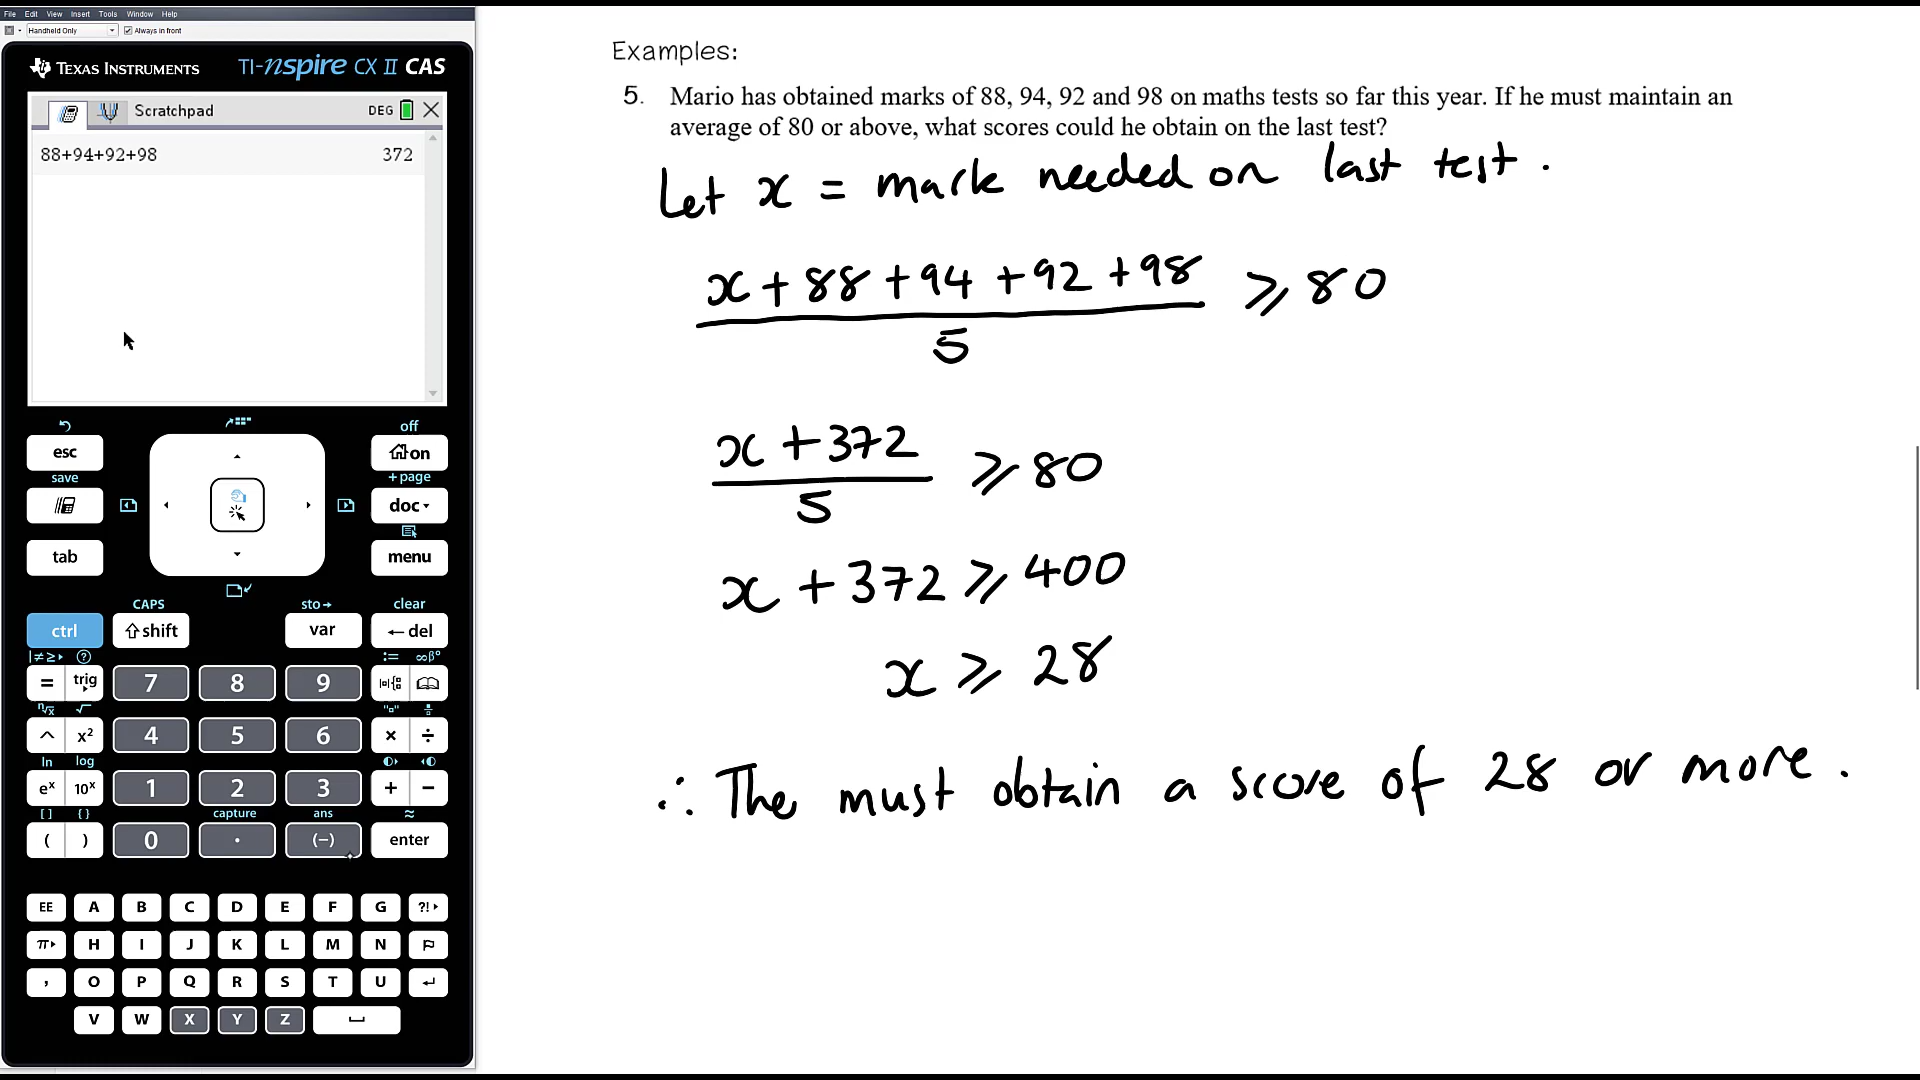 File Edit View Insert Tools Window Help
Handheld Only Always in front
TEXAS INSTRUMENTS TI-nspire CX II CAS
Scratchpad DEG
88+94+92+98 372
off
esc on
save + page
doc
tab menu
CAPS sto→ clear
ctrl shift var ←del
|≠≥▸ ? := ∞β°
= trig 7 8 9
ⁿ√x √
^ x² 4 5 6 × ÷
ln log
eˣ 10ˣ 1 2 3 + −
[ ] { } capture ans ≈
( ) 0 . (−) enter
EE A B C D E F G ?!▸
π▸ H I J K L M N
, O P Q R S T U ↵
V W X Y Z
Examples:
5. Mario has obtained marks of 88, 94, 92 and 98 on maths tests so far this year. If he must maintain an
average of 80 or above, what scores could he obtain on the last test?
Let x = mark needed on last test.
x + 88 + 94 + 92 + 98 ⩾ 80
5
x + 372 ⩾ 80
5
x + 372 ⩾ 400
x ⩾ 28
∴ The must obtain a score of 28 or more.